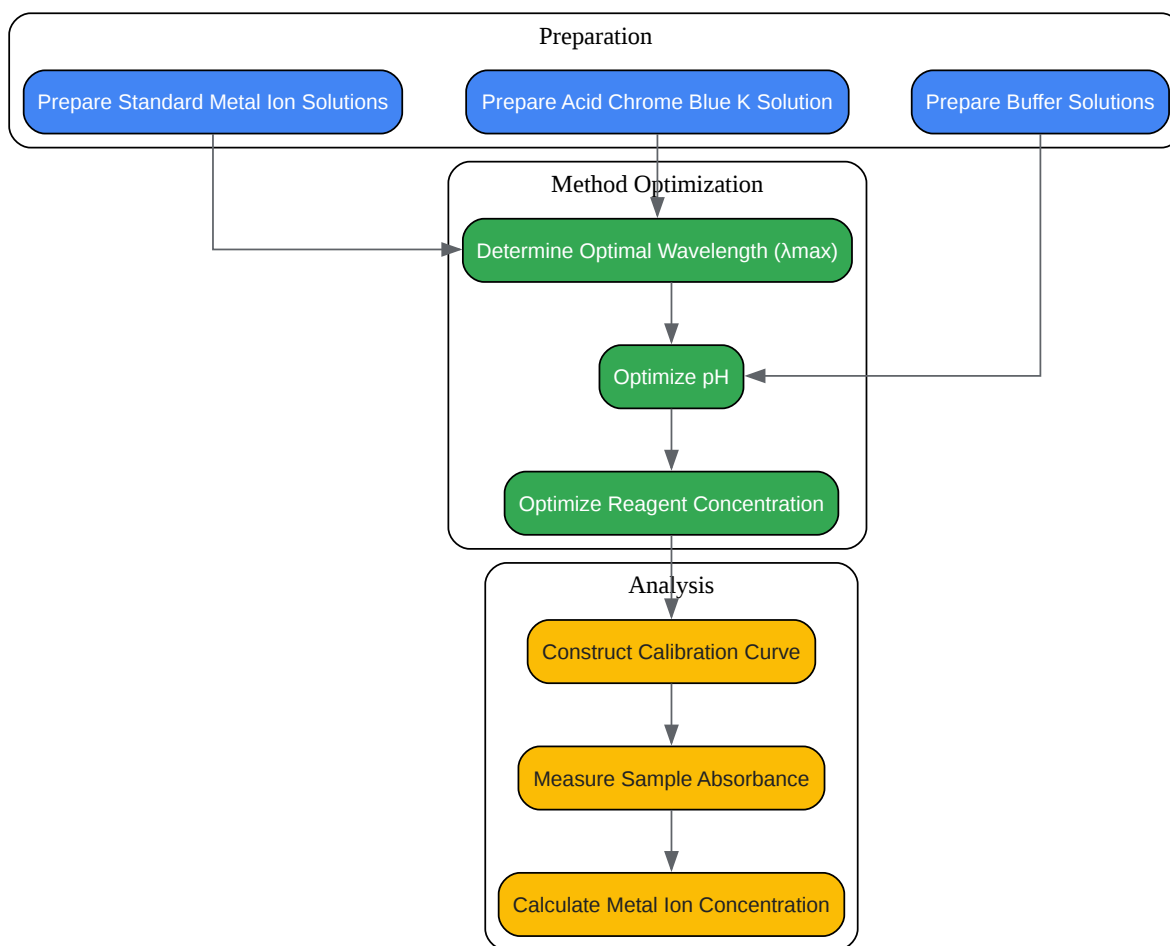 Preparation
Prepare Standard Metal Ion Solutions
Prepare Acid Chrome Blue K Solution
Prepare Buffer Solutions
Method Optimization
Determine Optimal Wavelength (λmax)
Optimize pH
Optimize Reagent Concentration
Analysis
Construct Calibration Curve
Measure Sample Absorbance
Calculate Metal Ion Concentration